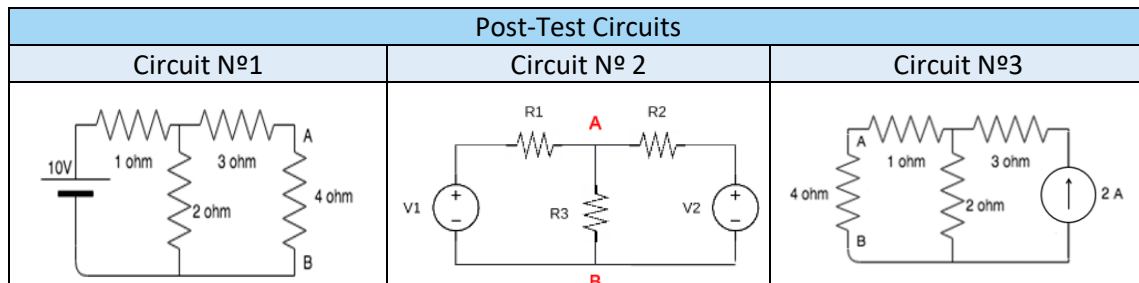 Post-Test Circuits
Circuit Nº1
Circuit Nº 2
Circuit Nº3
10V
1 ohm
3 ohm
A
2 ohm
4 ohm
B
R1
A
R2
V1
+
−
R3
V2
+
−
B
A
1 ohm
3 ohm
4 ohm
2 ohm
2 A
B